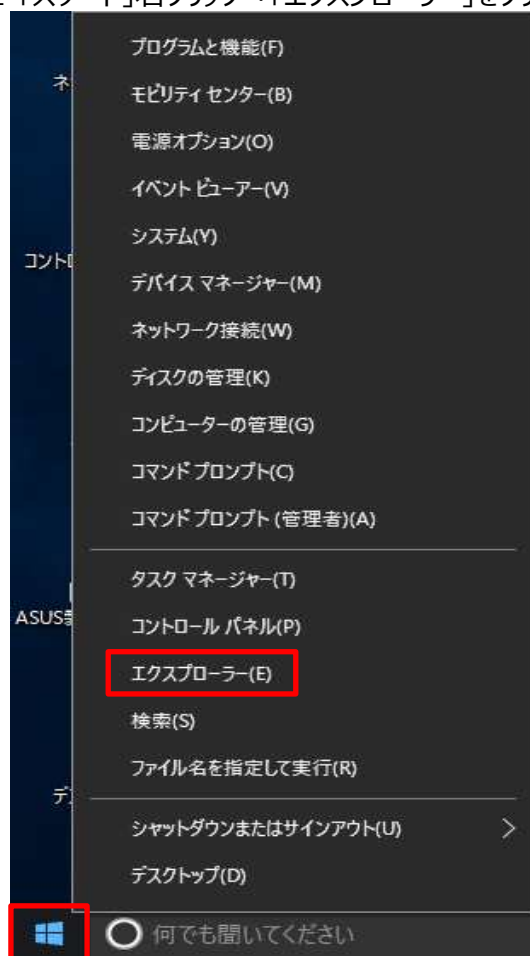 プログラムと機能(F)
モビリティ センター(B)
電源オプション(O)
イベント ビューアー(V)
システム(Y)
デバイス マネージャー(M)
ネットワーク接続(W)
ディスクの管理(K)
コンピューターの管理(G)
コマンド プロンプト(C)
コマンド プロンプト (管理者)(A)
タスク マネージャー(T)
ASUS
コントロール パネル(P)
エクスプローラー(E)
検索(S)
ファイル名を指定して実行(R)
シャットダウンまたはサインアウト(U)
デスクトップ(D)
何でも聞いてください